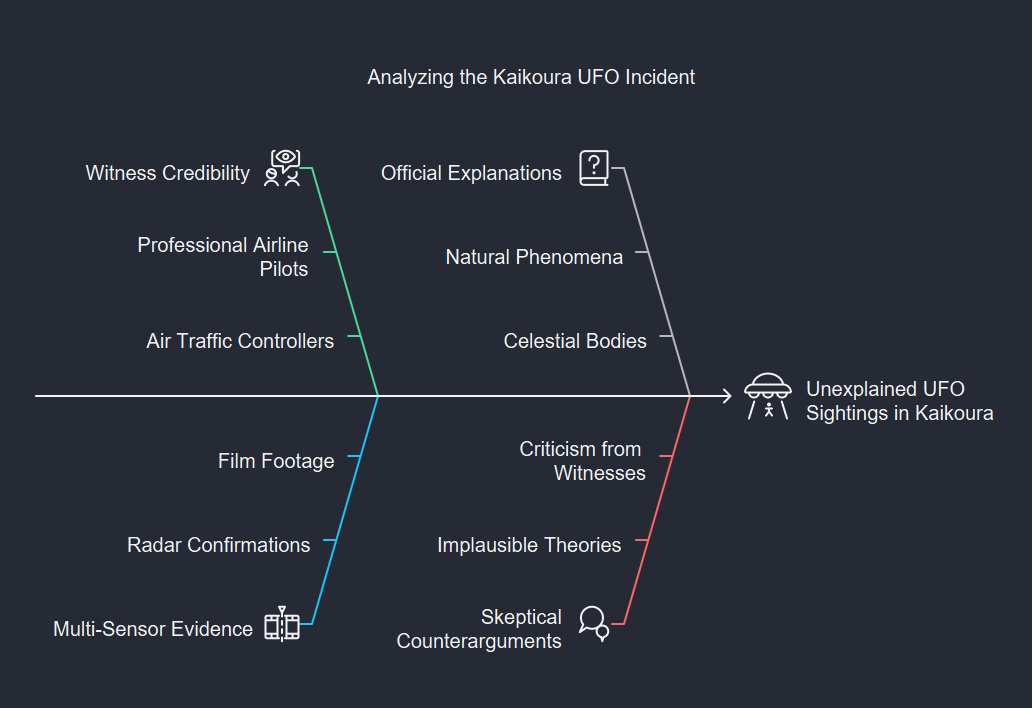 Analyzing the Kaikoura UFO Incident
Witness Credibility
Professional Airline
Pilots
Air Traffic Controllers
Official Explanations
Natural Phenomena
Celestial Bodies
Unexplained UFO
Sightings in Kaikoura
Film Footage
Radar Confirmations
Multi-Sensor Evidence
Criticism from
Witnesses
Implausible Theories
Skeptical
Counterarguments